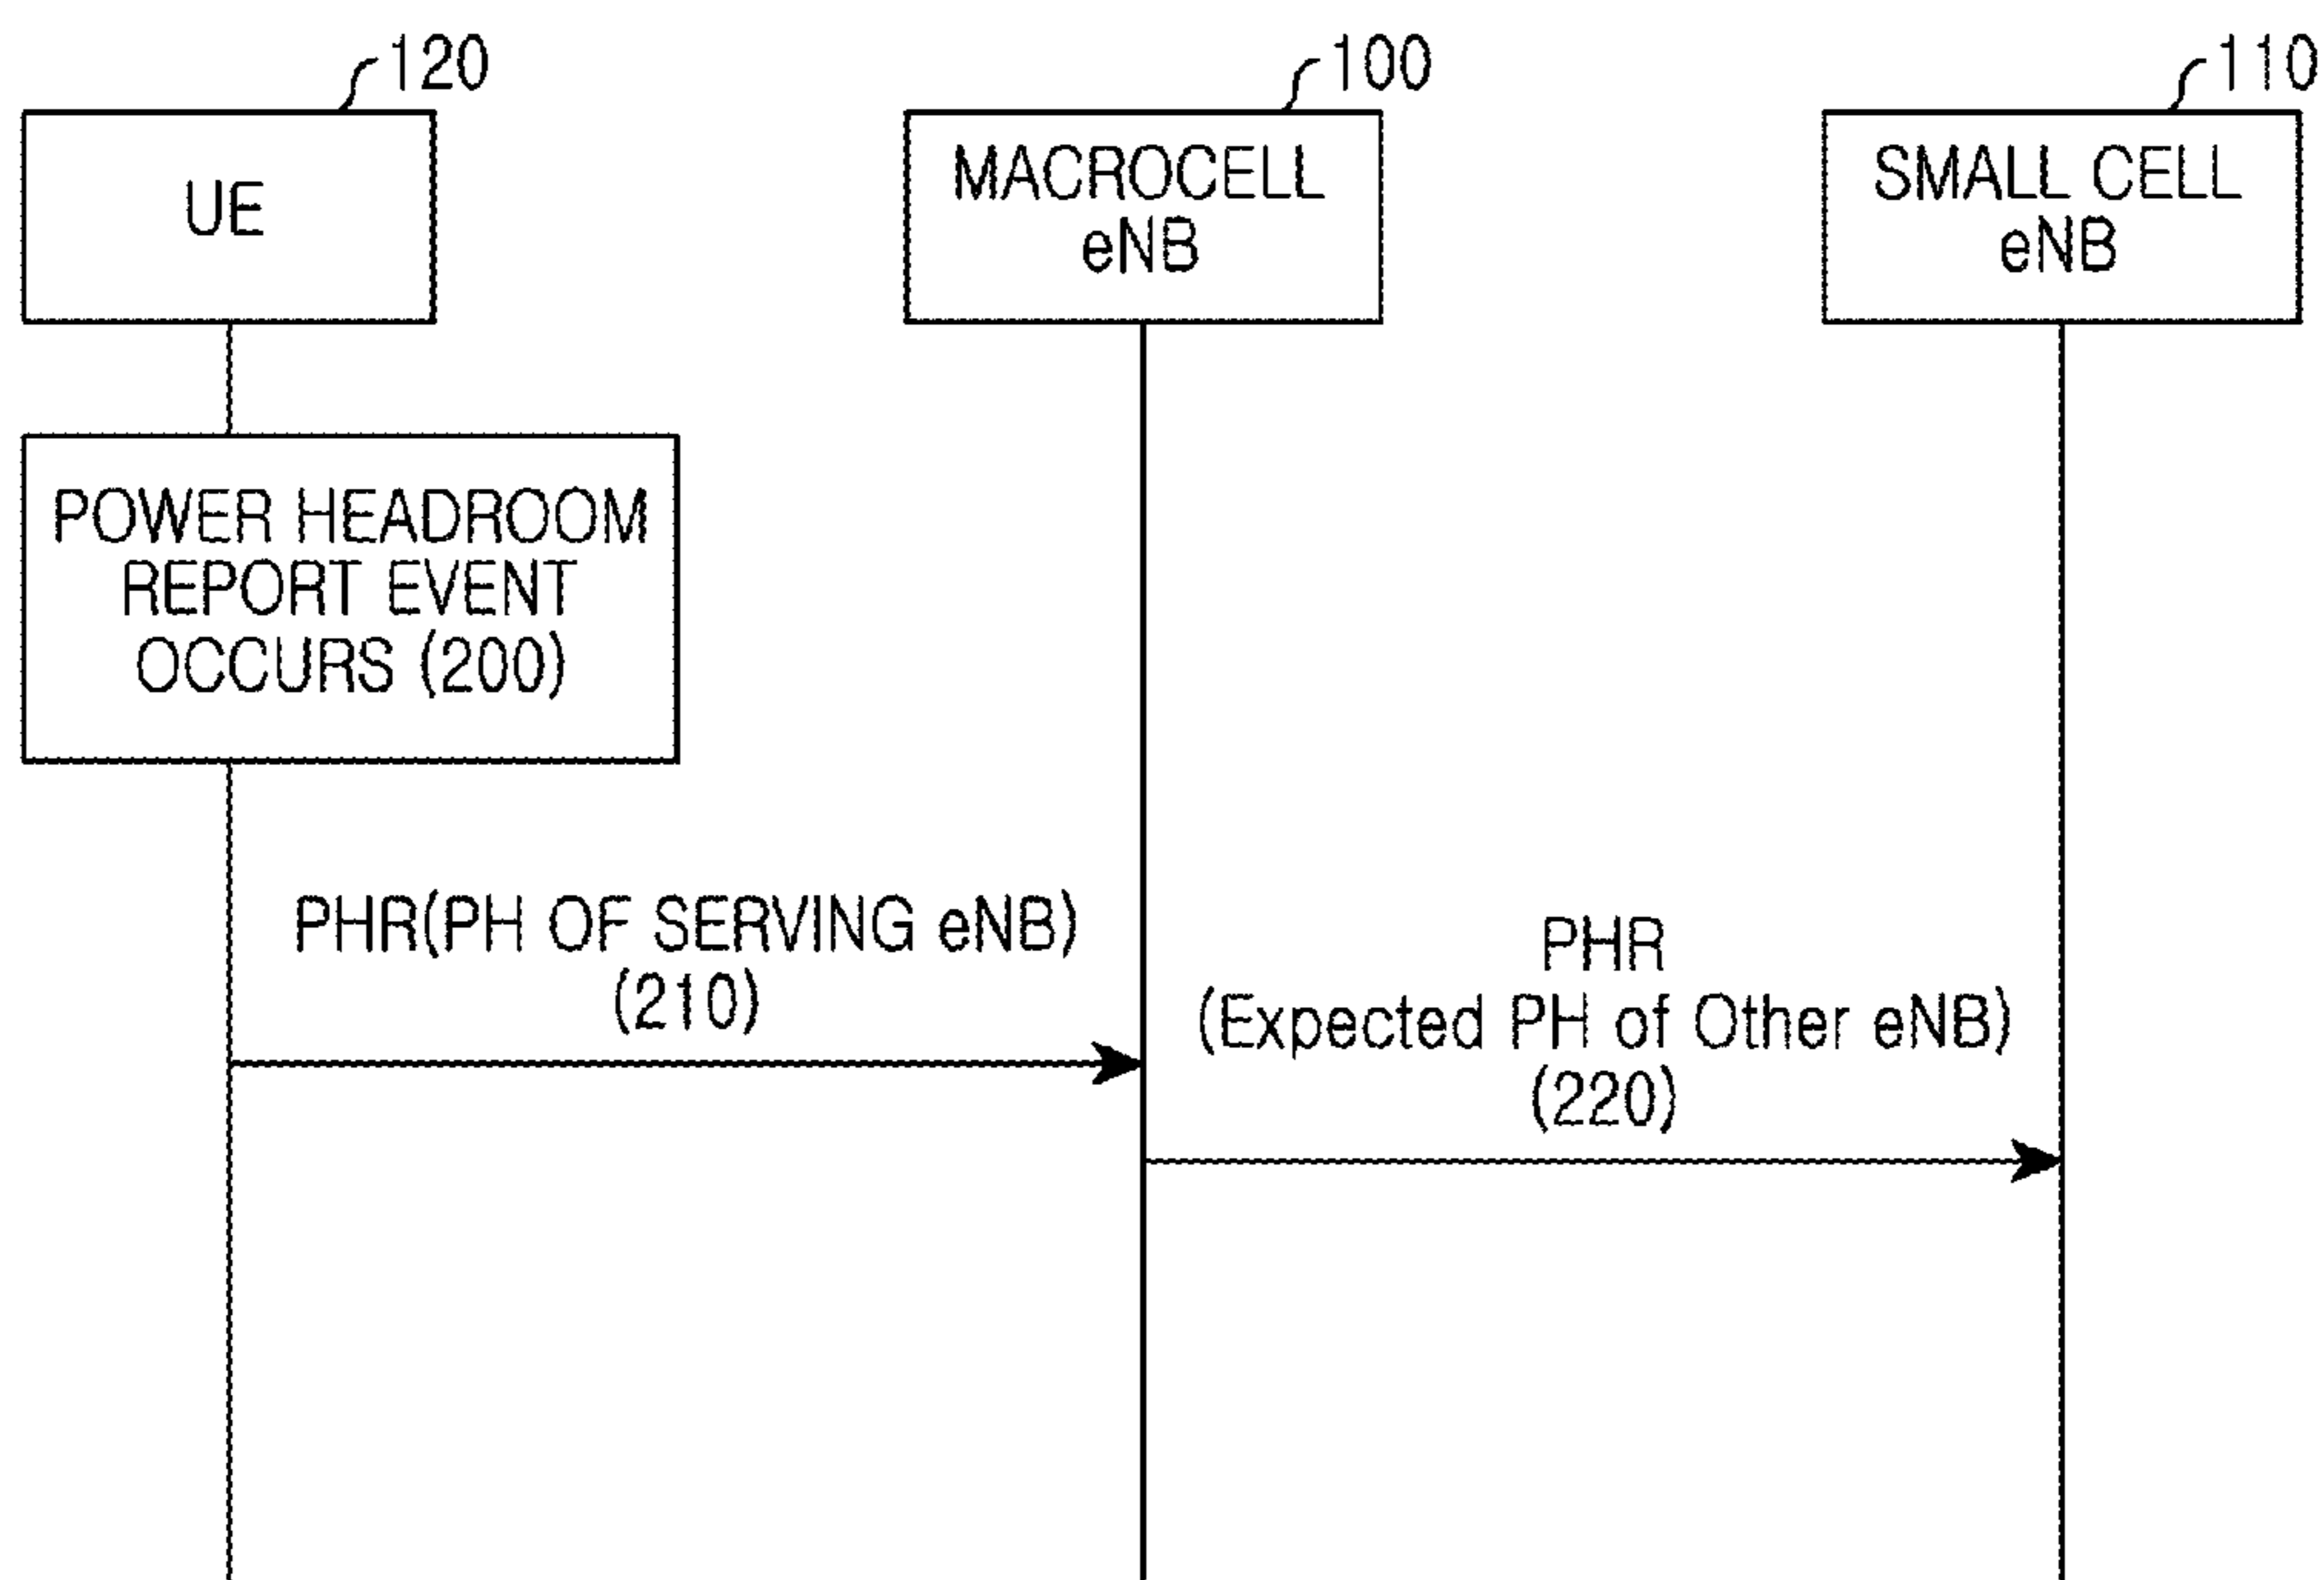 120
100
110
UE
MACROCELL
eNB
SMALL CELL
eNB
POWER HEADROOM
REPORT EVENT
OCCURS (200)
PHR(PH OF SERVING eNB)
(210)
PHR
(Expected PH of Other eNB)
(220)